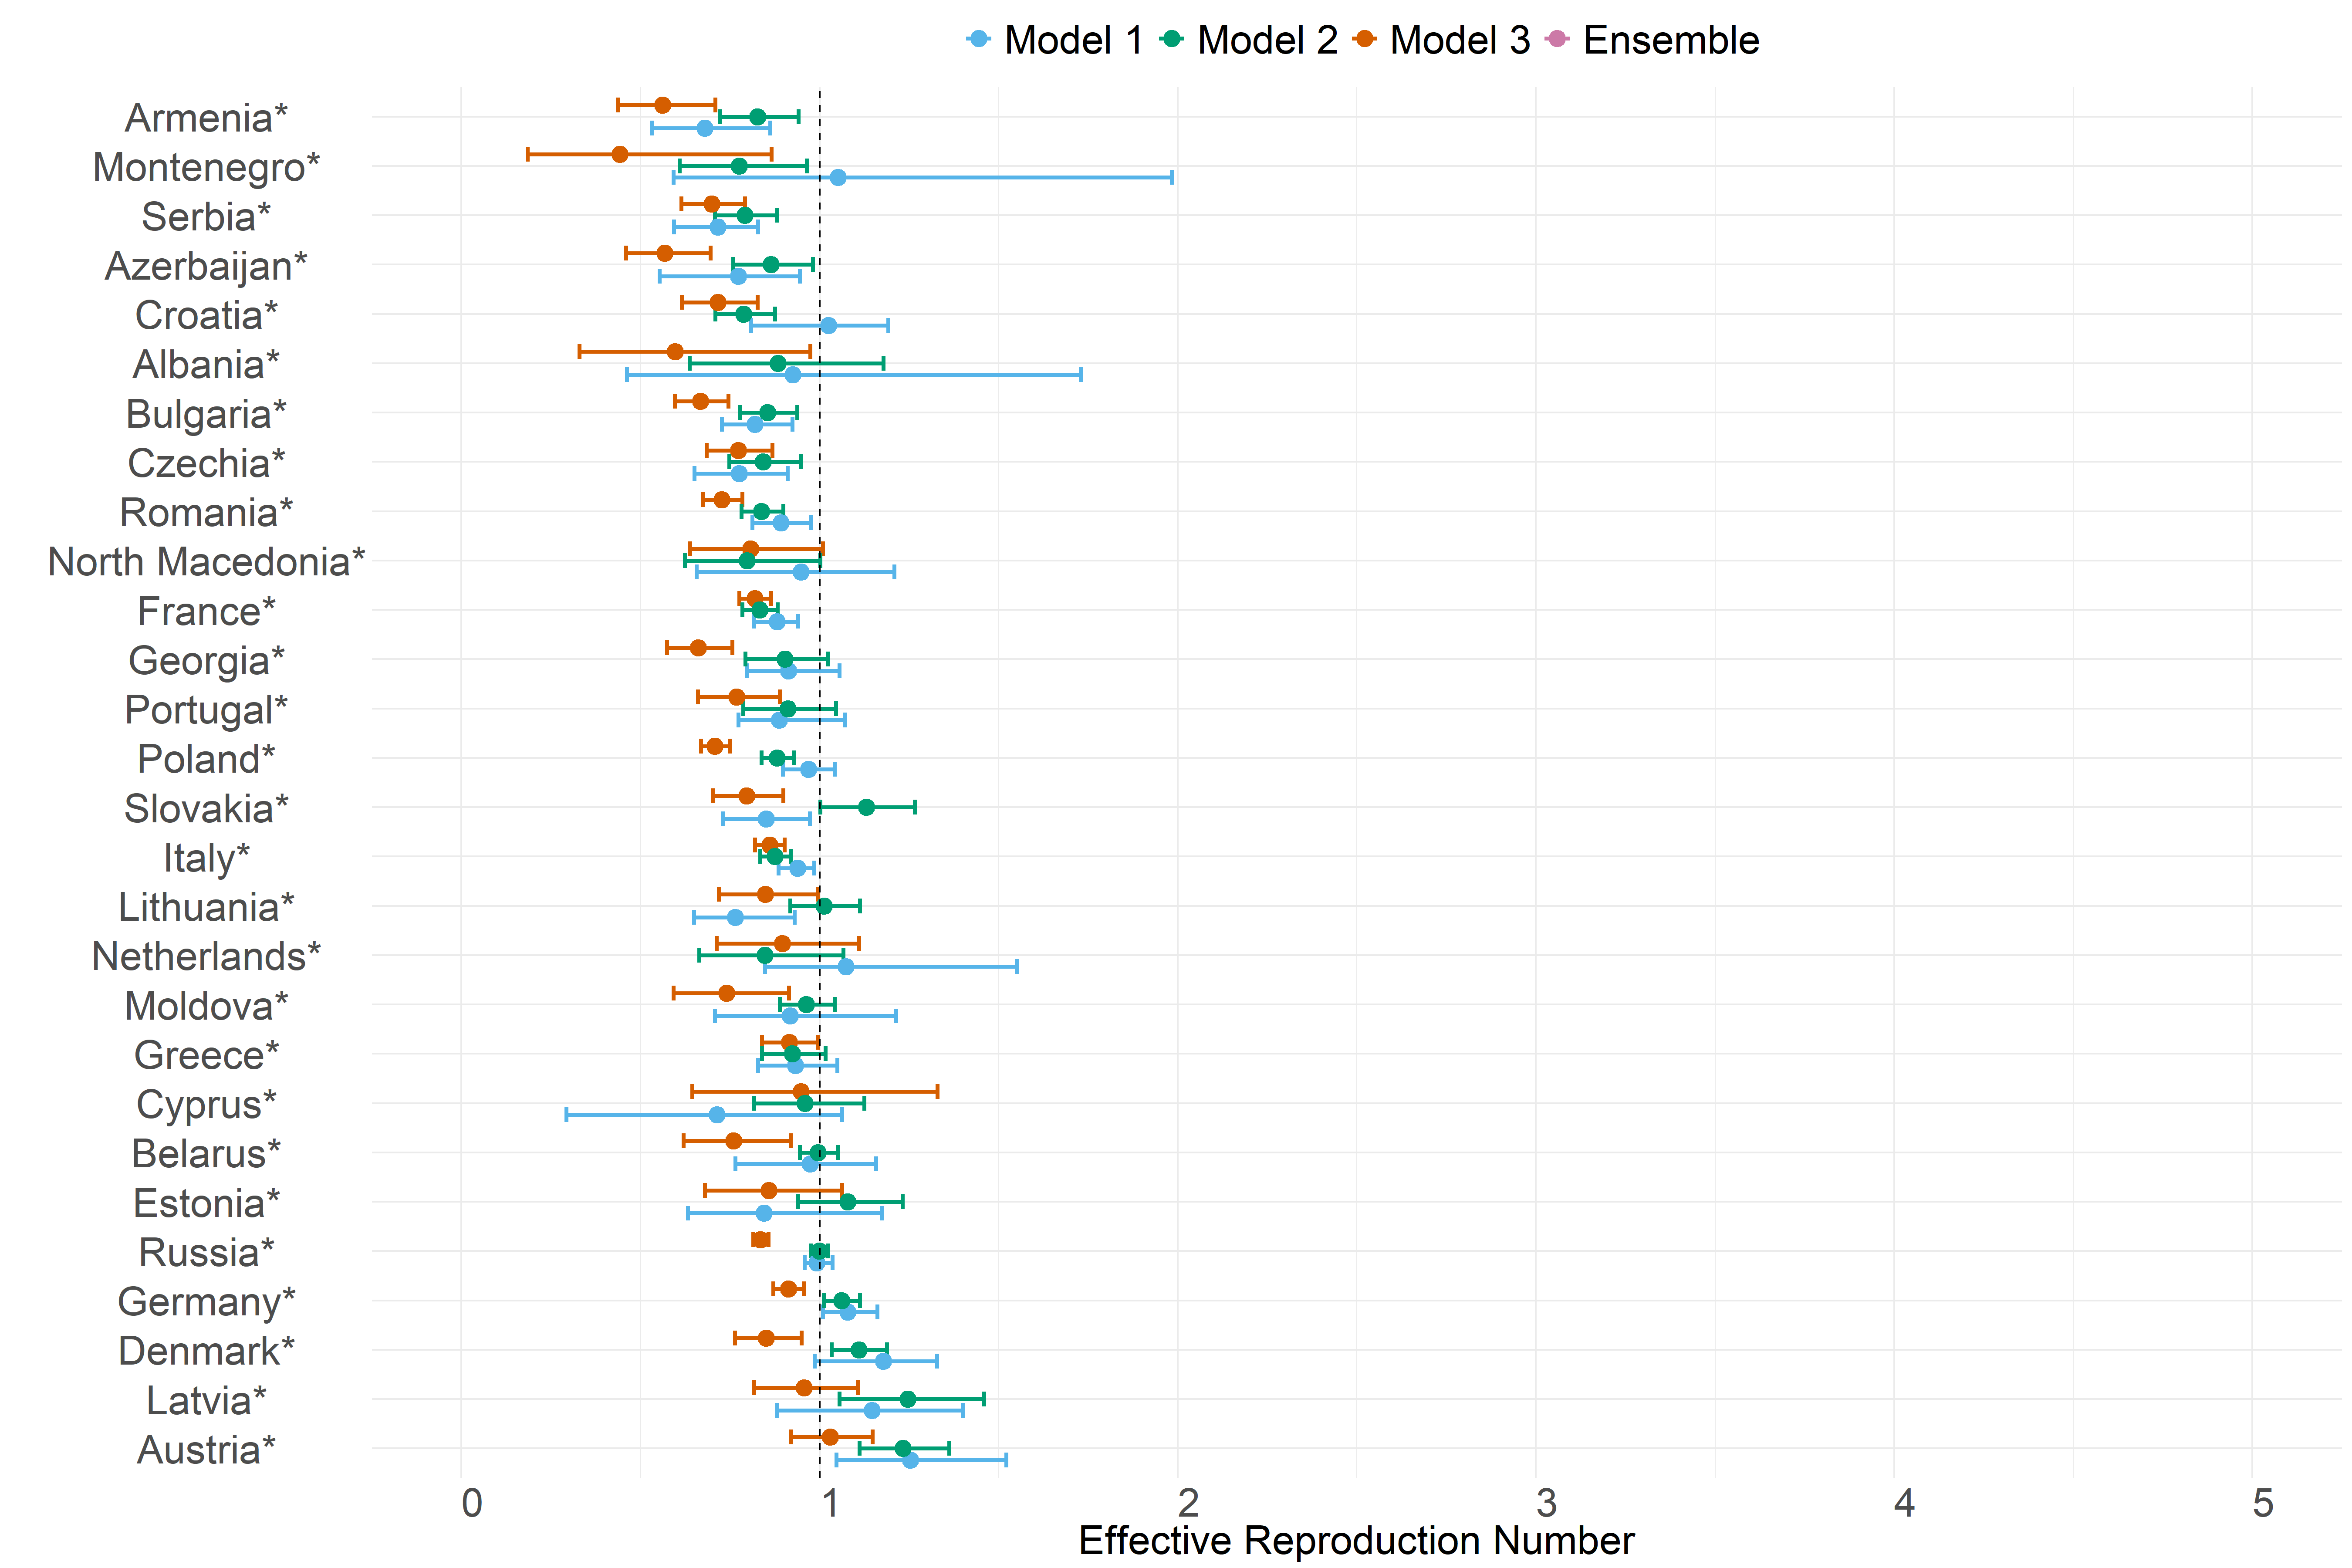 Model 1 Model 2 Model 3 Ensemble
Armenia*
Montenegro*
Serbia*
Azerbaijan*
Croatia*
Albania*
Bulgaria*
Czechia*
Romania*
North Macedonia*
France*
Georgia*
Portugal*
Poland*
Slovakia*
Italy*
Lithuania*
Netherlands*
Moldova*
Greece*
Cyprus*
Belarus*
Estonia*
Russia*
Germany*
Denmark*
Latvia*
Austria*
0 1 2 3 4 5
Effective Reproduction Number